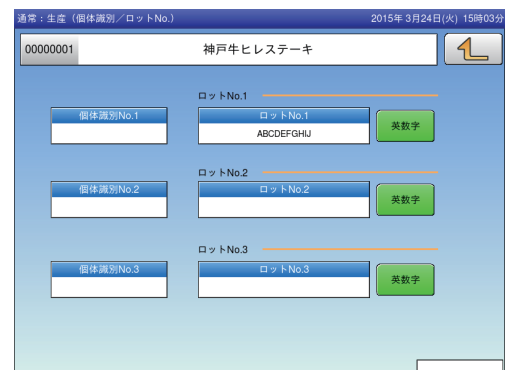 通常：生産（個体識別／ロットNo.） 2015年 3月24日(火) 15時03分
00000001 神戸牛ヒレステーキ
ロットNo.1
個体識別No.1 ロットNo.1
ABCDEFGHIJ 英数字
ロットNo.2
個体識別No.2 ロットNo.2
英数字
ロットNo.3
個体識別No.3 ロットNo.3
英数字